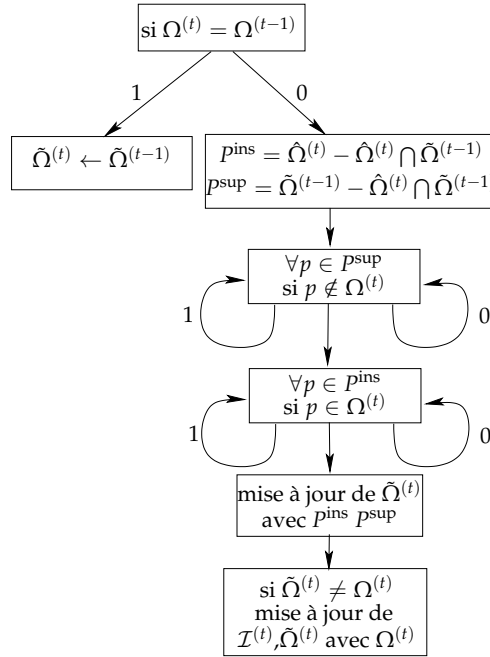 si Ω^(t) = Ω^(t−1)
1
0
Ω̃^(t) ← Ω̃^(t−1)
P^ins = Ω̂^(t) − Ω̂^(t) ⋂ Ω̃^(t−1)
P^sup = Ω̃^(t−1) − Ω̂^(t) ⋂ Ω̃^(t−1
∀p ∈ P^sup
si p ∉ Ω^(t)
1
0
∀p ∈ P^ins
si p ∈ Ω^(t)
1
0
mise à jour de Ω̃^(t)
avec P^ins P^sup
si Ω̃^(t) ≠ Ω^(t)
mise à jour de
ℐ^(t),Ω̃^(t) avec Ω^(t)